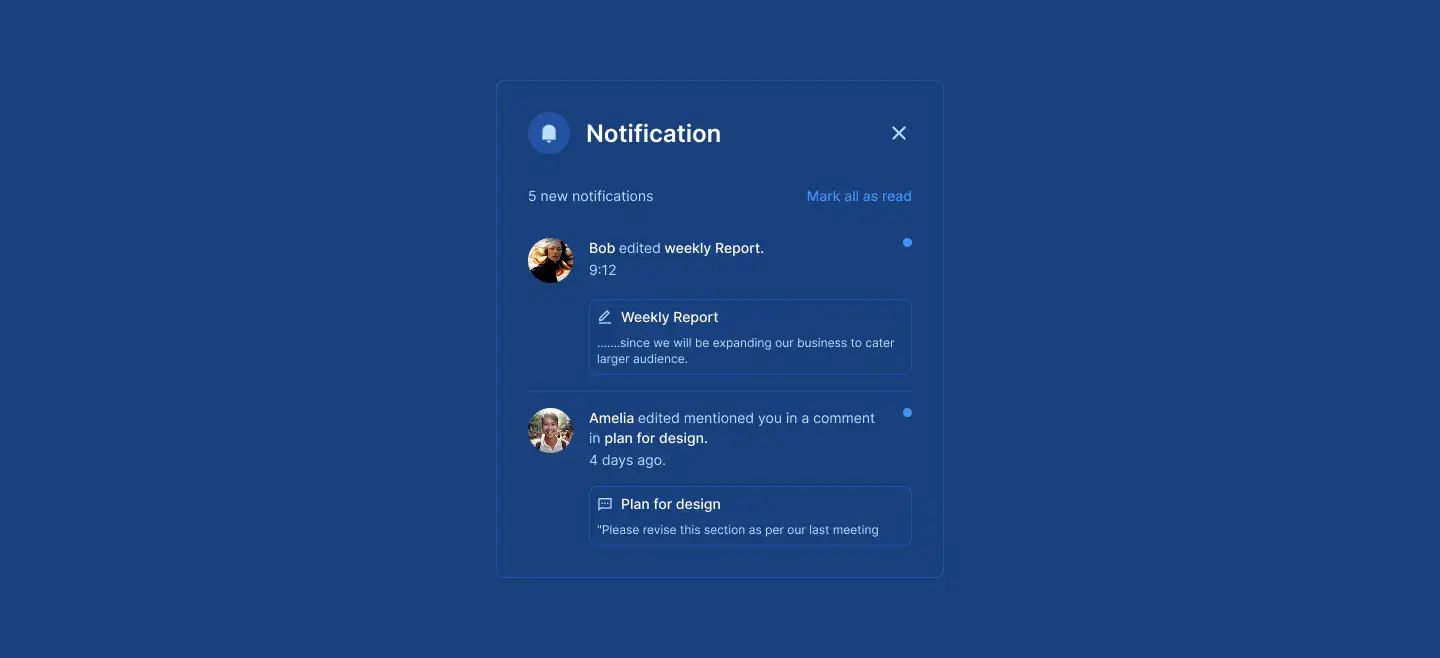 Notification
5 new notifications
Mark all as read
Bob edited weekly Report.
9:12
Weekly Report
.......since we will be expanding our business to cater
larger audience.
Amelia edited mentioned you in a comment
in plan for design.
4 days ago.
Plan for design
"Please revise this section as per our last meeting